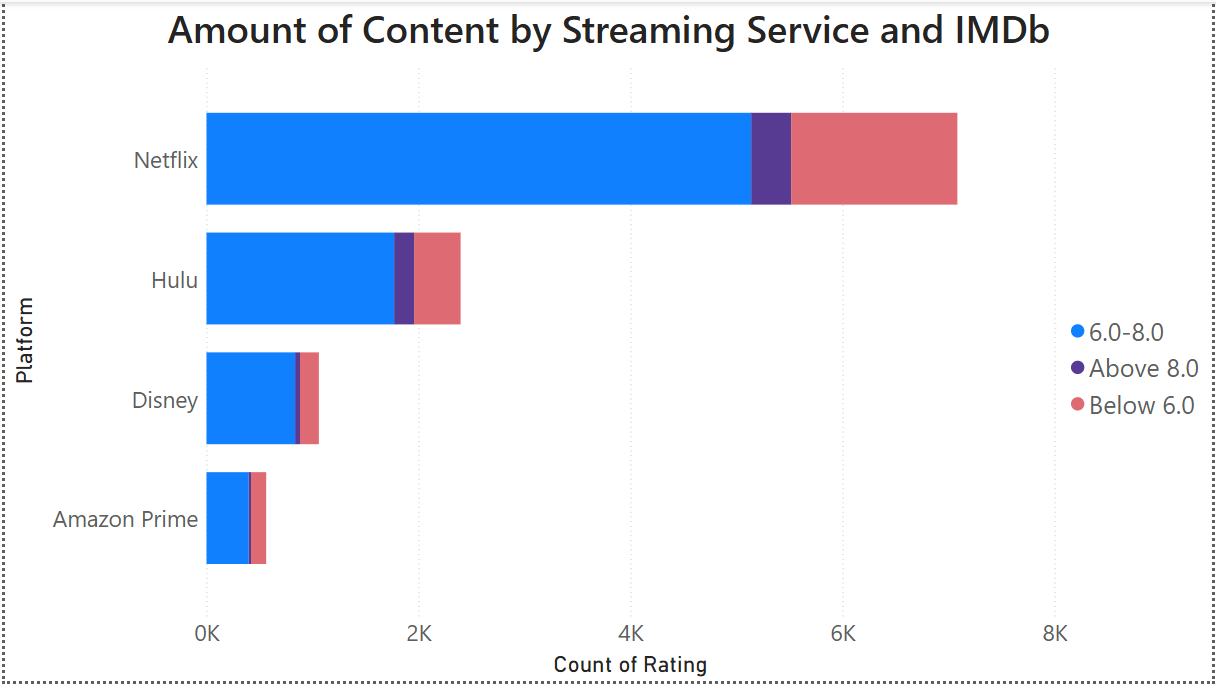 Amount of Content by Streaming Service and IMDb
Platform
Netflix
Hulu
Disney
Amazon Prime
0K 2K 4K 6K 8K
Count of Rating
6.0-8.0
Above 8.0
Below 6.0